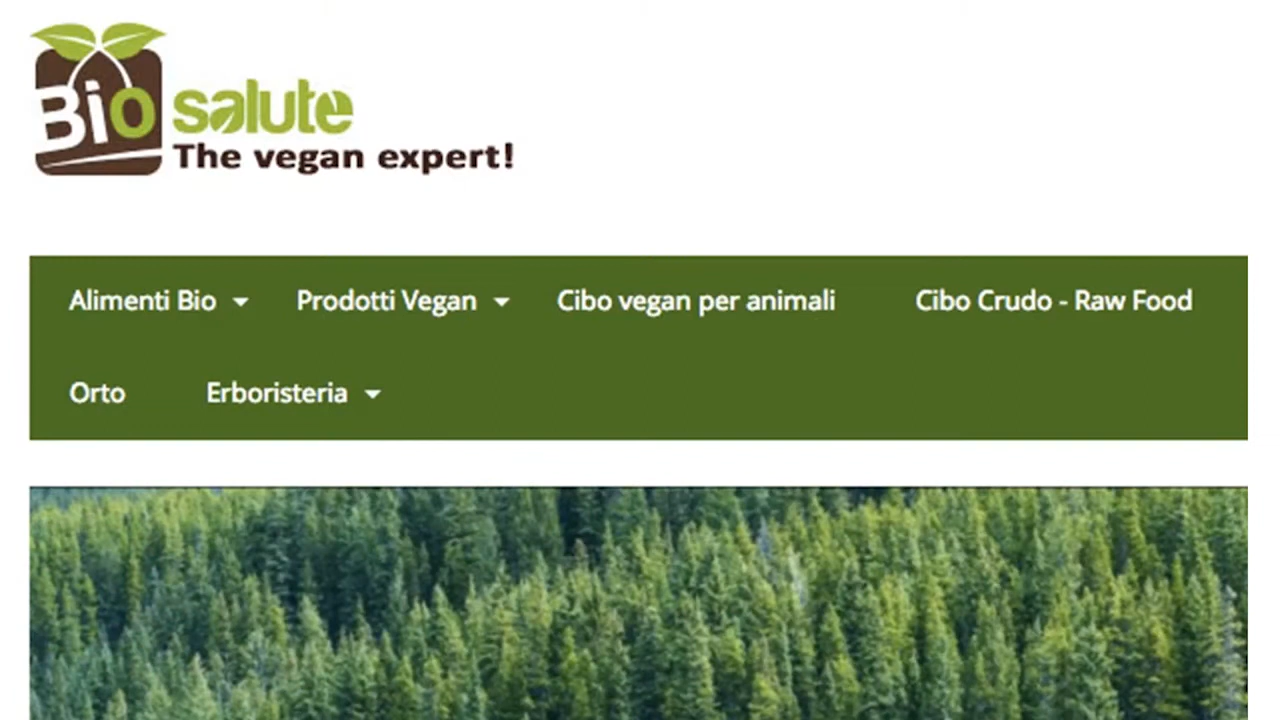 Bio salute
The vegan expert!
Alimenti Bio Prodotti Vegan Cibo vegan per animali Cibo Crudo - Raw Food
Orto Erboristeria